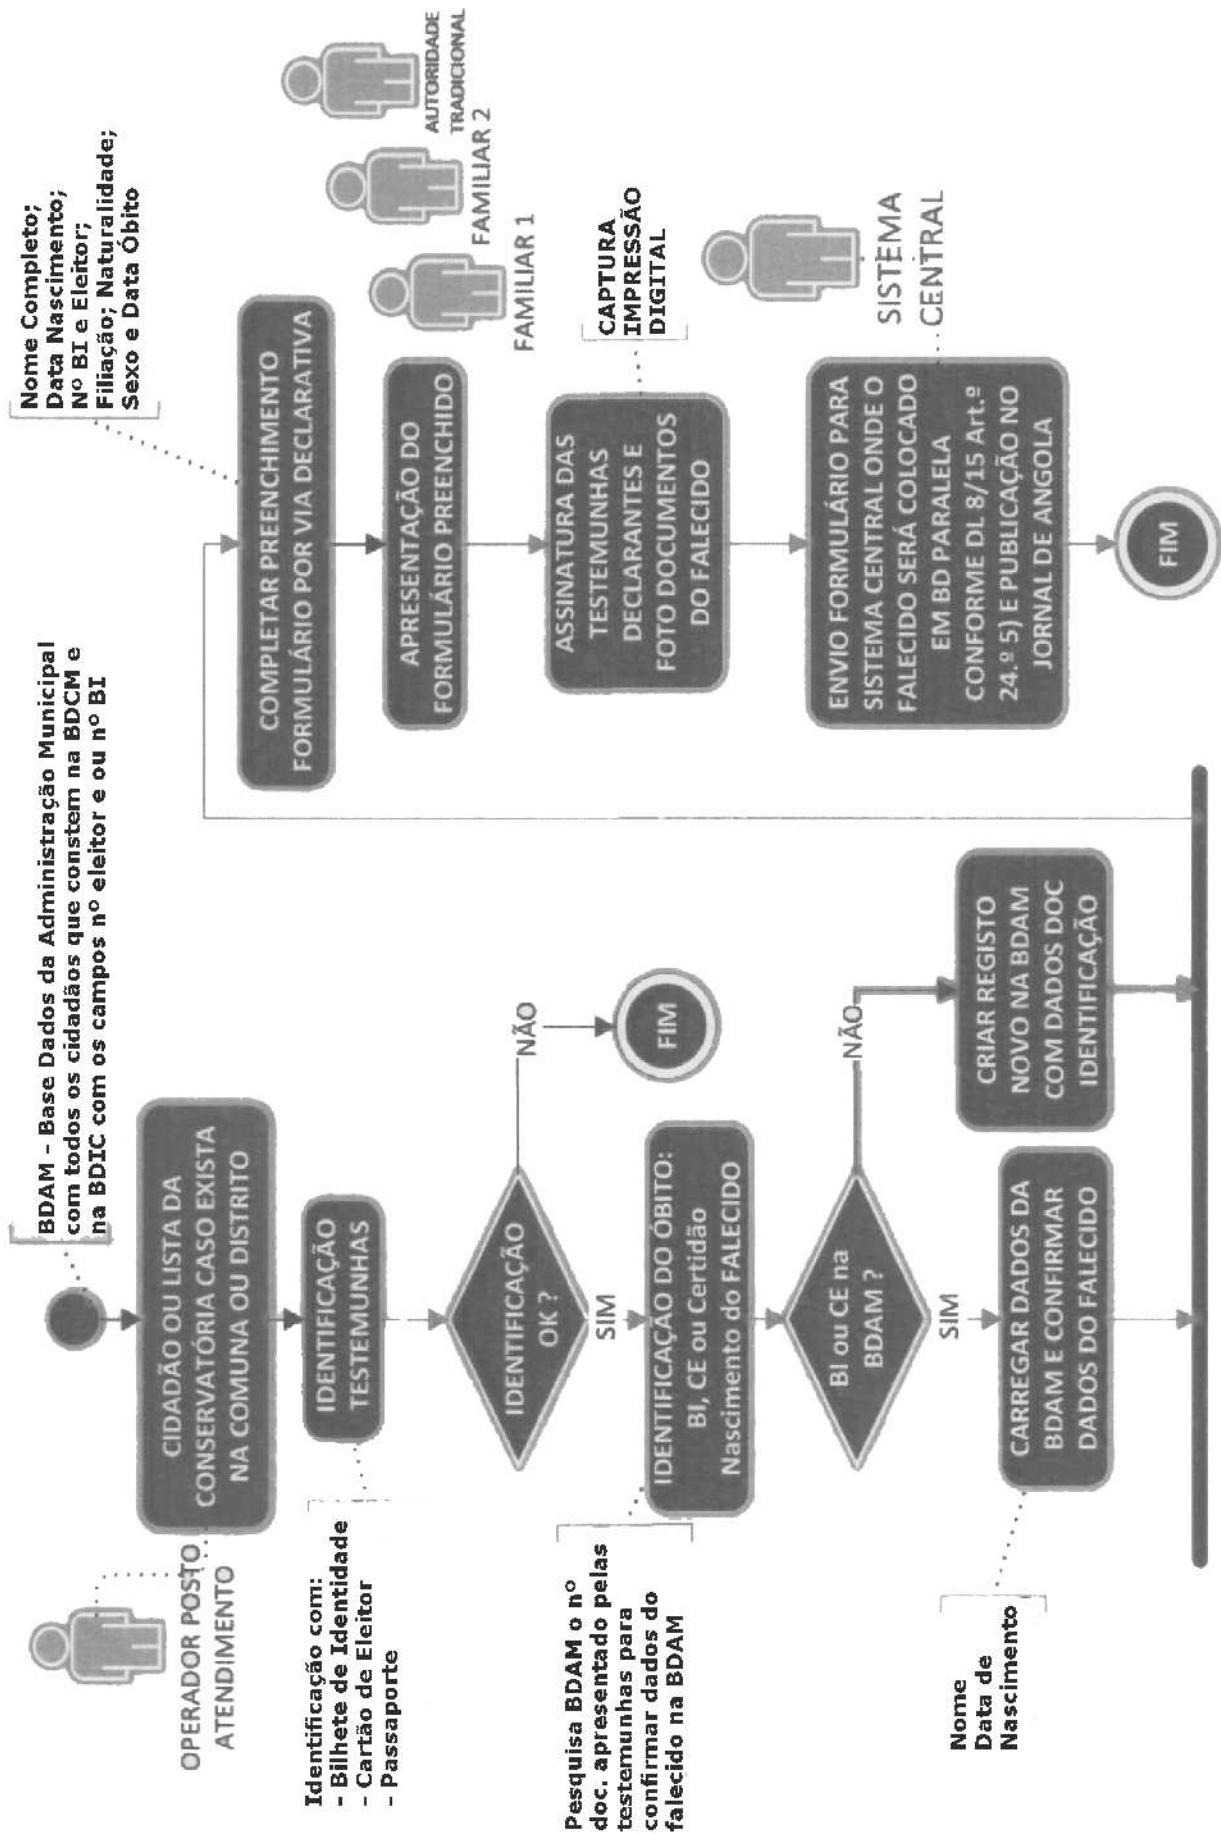 BDAM – Base Dados da Administração Municipal
com todos os cidadãos que constem na BDCM e
na BDIC com os campos nº eleitor e ou nº BI
OPERADOR POSTO
ATENDIMENTO
CIDADÃO OU LISTA DA
CONSERVATÓRIA CASO EXISTA
NA COMUNA OU DISTRITO
Identificação com:
- Bilhete de Identidade
- Cartão de Eleitor
- Passaporte
IDENTIFICAÇÃO
TESTEMUNHAS
IDENTIFICAÇÃO
OK ?
NÃO
FIM
SIM
Pesquisa BDAM o nº
doc. apresentado pelas
testemunhas para
confirmar dados do
falecido na BDAM
IDENTIFICAÇÃO DO ÓBITO:
BI, CE ou Certidão
Nascimento do FALECIDO
BI ou CE na
BDAM ?
NÃO
SIM
Nome
Data de
Nascimento
CARREGAR DADOS DA
BDAM E CONFIRMAR
DADOS DO FALECIDO
CRIAR REGISTO
NOVO NA BDAM
COM DADOS DOC
IDENTIFICAÇÃO
Nome Completo;
Data Nascimento;
Nº BI e Eleitor;
Filiação; Naturalidade;
Sexo e Data Óbito
COMPLETAR PREENCHIMENTO
FORMULÁRIO POR VIA DECLARATIVA
APRESENTAÇÃO DO
FORMULÁRIO PREENCHIDO
FAMILIAR 1
FAMILIAR 2
AUTORIDADE
TRADICIONAL
ASSINATURA DAS
TESTEMUNHAS
DECLARANTES E
FOTO DOCUMENTOS
DO FALECIDO
CAPTURA
IMPRESSÃO
DIGITAL
ENVIO FORMULÁRIO PARA
SISTEMA CENTRAL ONDE O
FALECIDO SERÁ COLOCADO
EM BD PARALELA
CONFORME DL 8/15 Art.º
24.º 5) E PUBLICAÇÃO NO
JORNAL DE ANGOLA
SISTEMA
CENTRAL
FIM